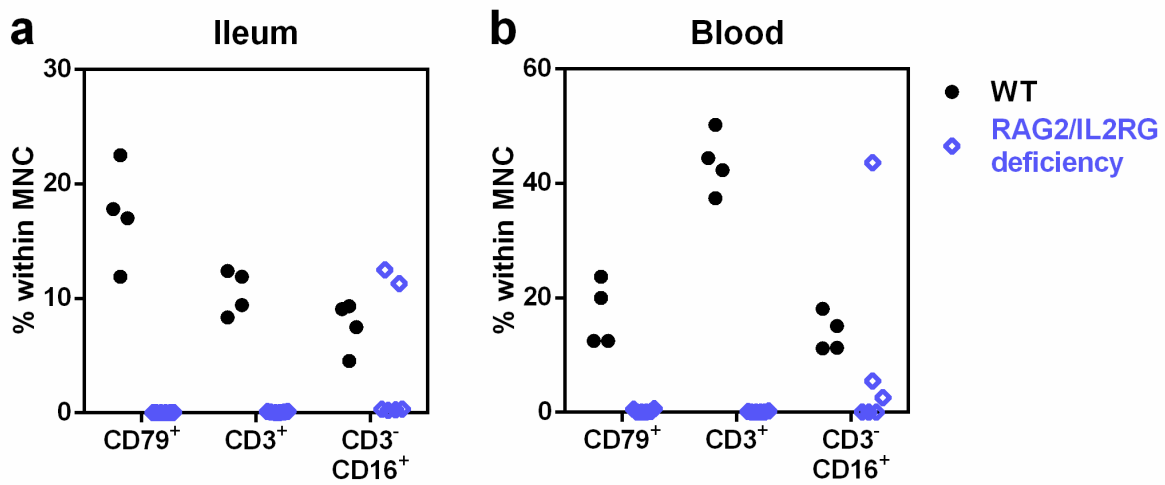 a
Ileum
% within MNC
30
20
10
0
CD79+
CD3+
CD3-
CD16+
b
Blood
% within MNC
60
40
20
0
CD79+
CD3+
CD3-
CD16+
WT
RAG2/IL2RG
deficiency